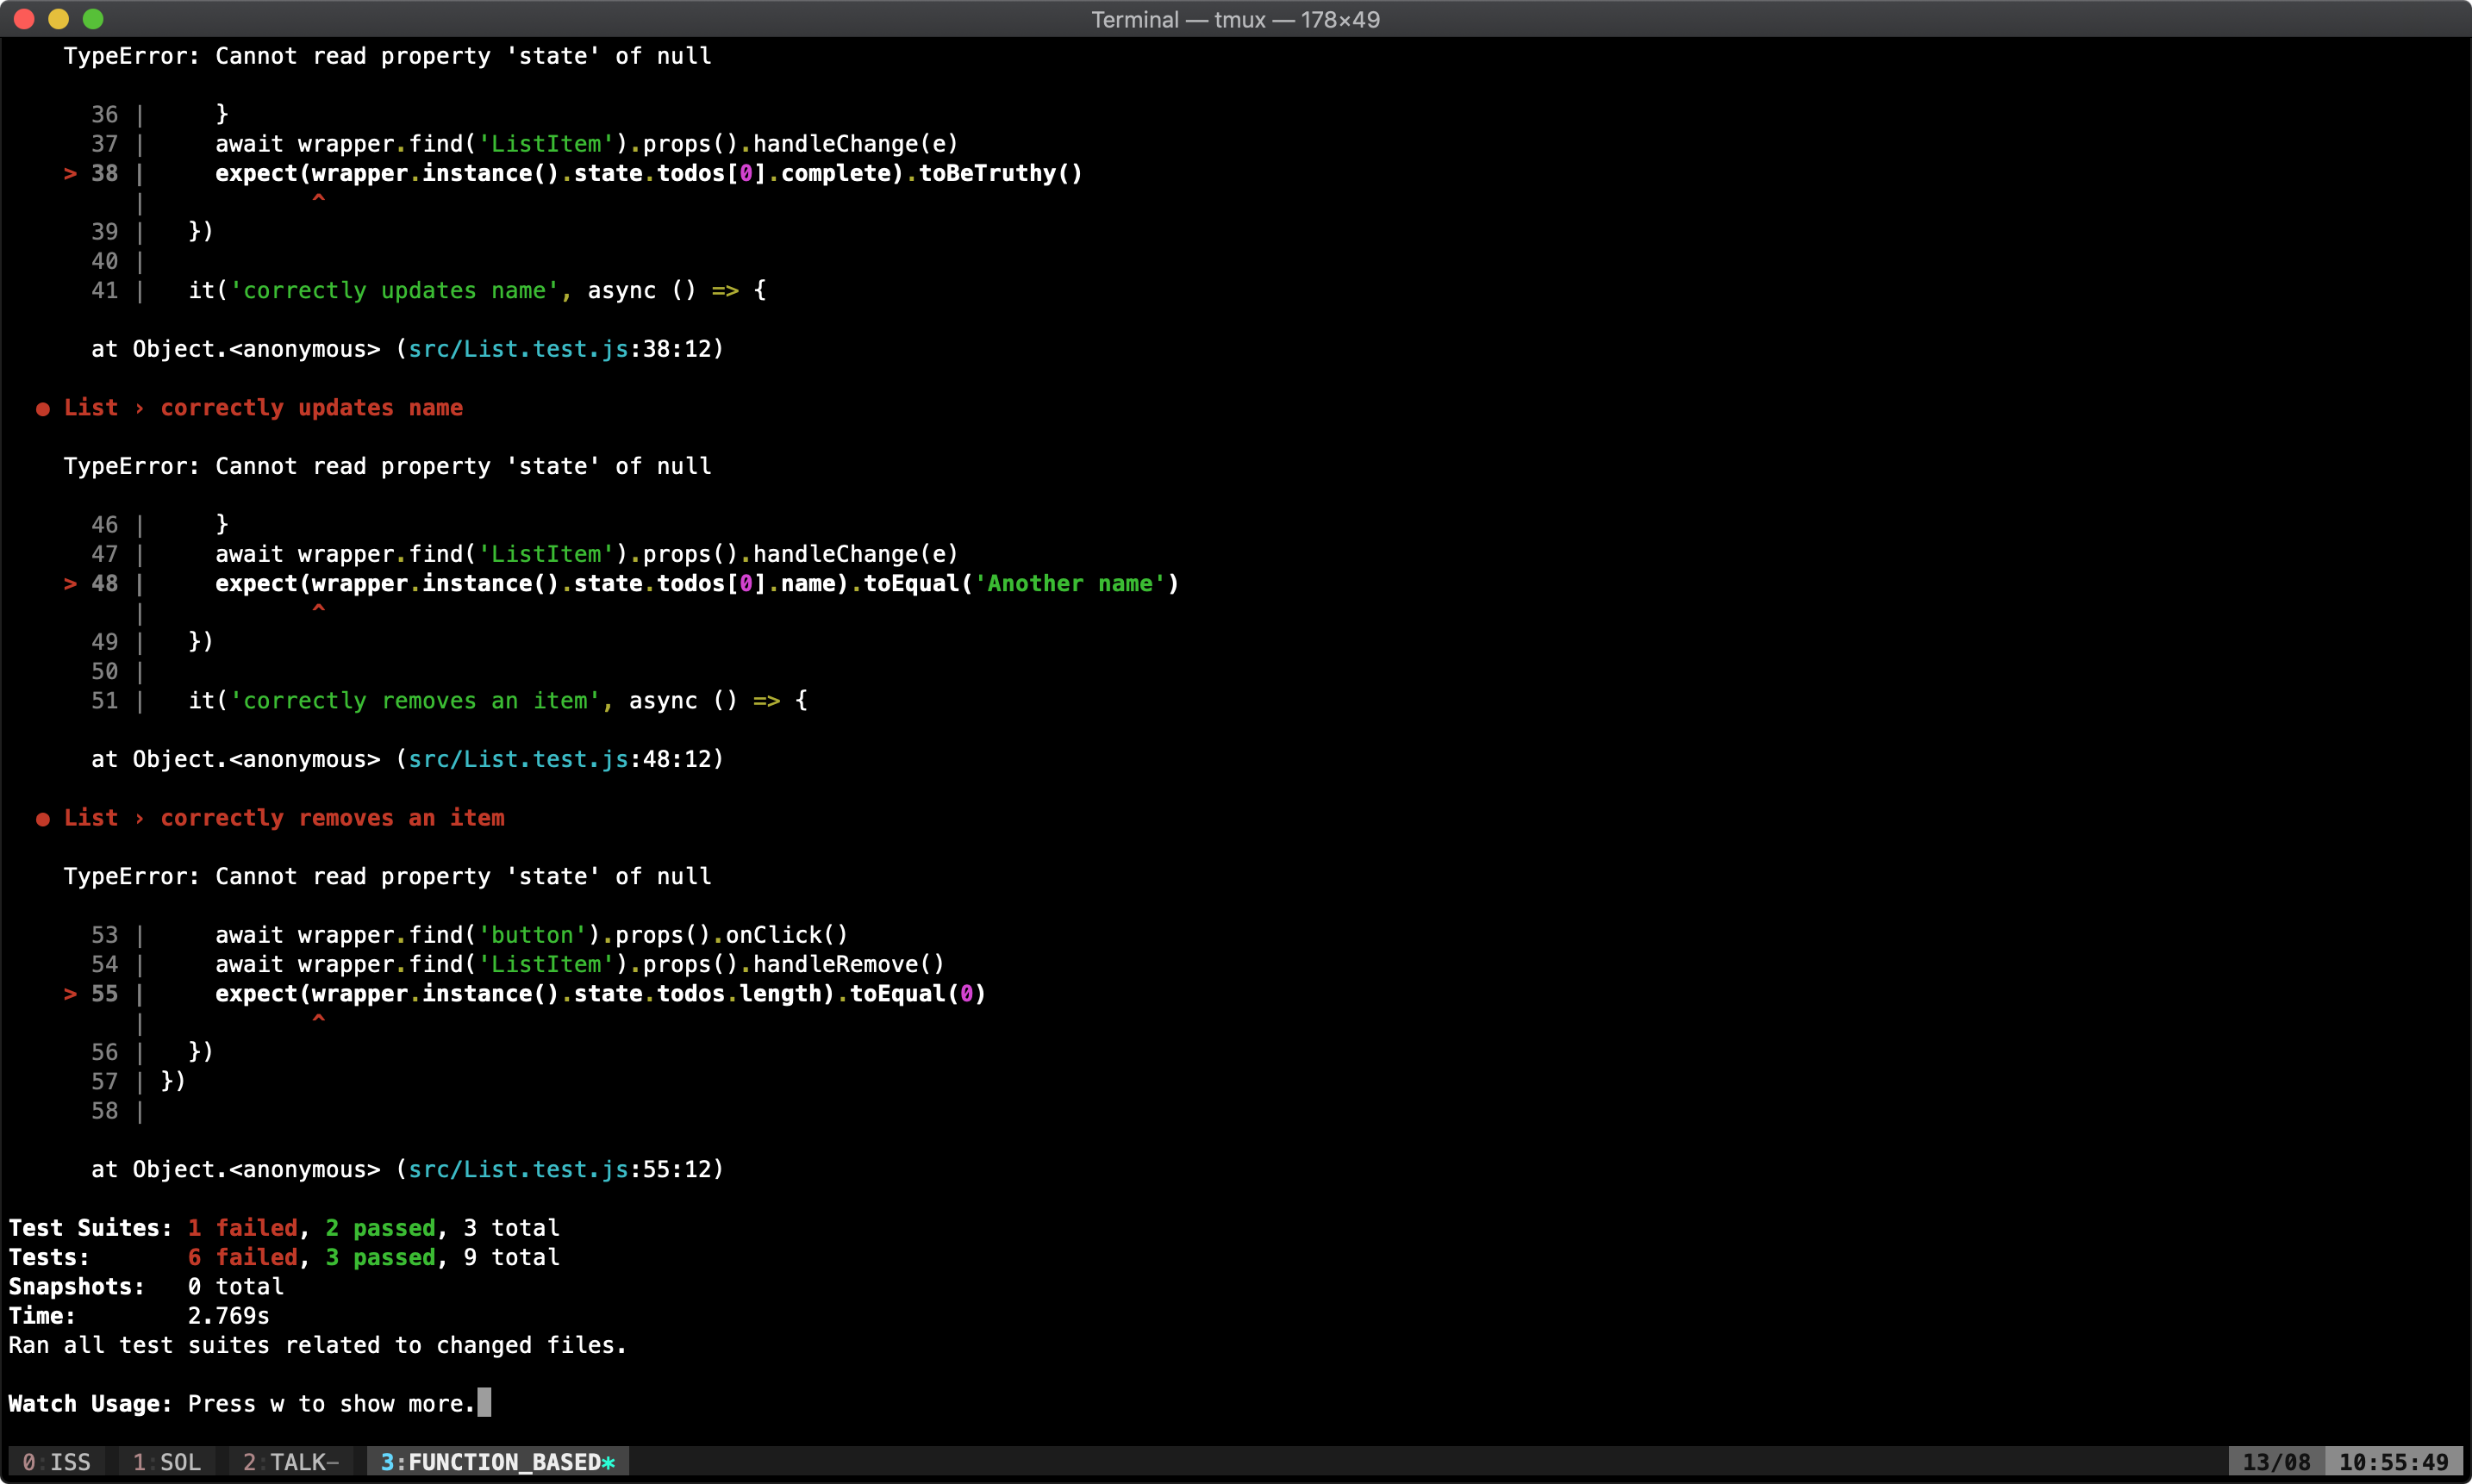 Terminal — tmux — 178×49
TypeError: Cannot read property 'state' of null
36 |     }
37 |     await wrapper.find('ListItem').props().handleChange(e)
> 38 |     expect(wrapper.instance().state.todos[0].complete).toBeTruthy()
|            ^
39 |   })
40 |
41 |   it('correctly updates name', async () => {
at Object.<anonymous> (src/List.test.js:38:12)
● List › correctly updates name
TypeError: Cannot read property 'state' of null
46 |     }
47 |     await wrapper.find('ListItem').props().handleChange(e)
> 48 |     expect(wrapper.instance().state.todos[0].name).toEqual('Another name')
|            ^
49 |   })
50 |
51 |   it('correctly removes an item', async () => {
at Object.<anonymous> (src/List.test.js:48:12)
● List › correctly removes an item
TypeError: Cannot read property 'state' of null
53 |     await wrapper.find('button').props().onClick()
54 |     await wrapper.find('ListItem').props().handleRemove()
> 55 |     expect(wrapper.instance().state.todos.length).toEqual(0)
|            ^
56 |   })
57 | })
58 |
at Object.<anonymous> (src/List.test.js:55:12)
Test Suites: 1 failed, 2 passed, 3 total
Tests:       6 failed, 3 passed, 9 total
Snapshots:   0 total
Time:        2.769s
Ran all test suites related to changed files.
Watch Usage: Press w to show more.
0:ISS 1:SOL 2:TALK- 3:FUNCTION_BASED* 13/08 10:55:49